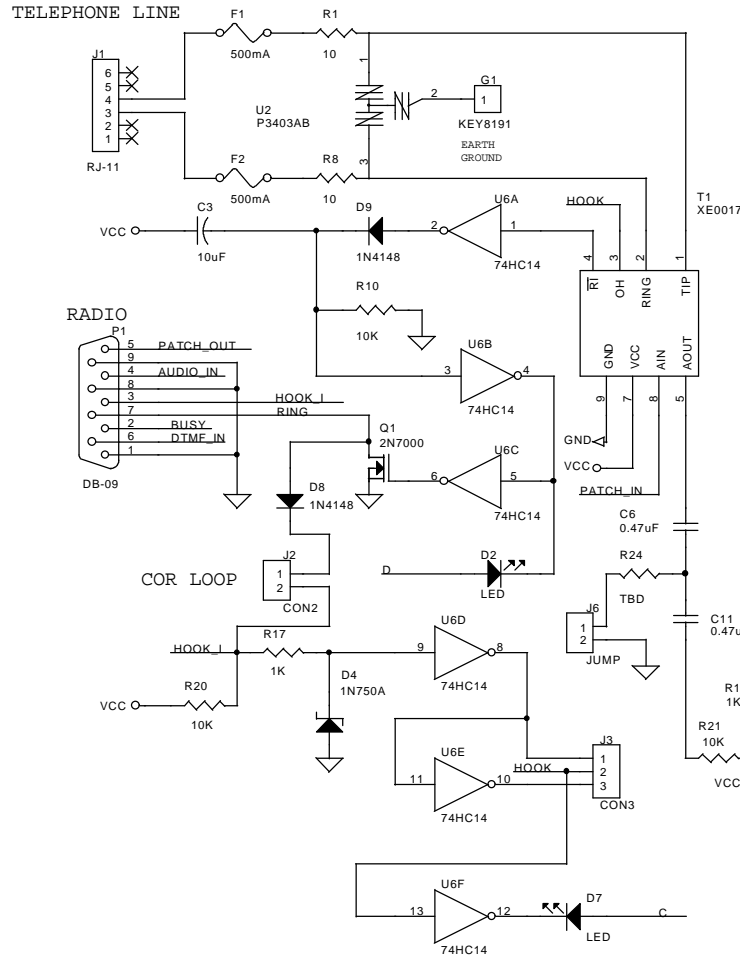 TELEPHONE LINE
F1
500mA
R1
10
J1
6
5
4
3
2
1
RJ-11
U2
P3403AB
1
3
2
G1
1
KEY8191
EARTH
GROUND
F2
500mA
R8
10
T1
XE0017
HOOK
4
3
2
1
RI
OH
RING
TIP
GND
VCC
AIN
AOUT
9
7
8
5
GND
VCC
PATCH_IN
VCC
C3
10uF
D9
1N4148
U6A
2
1
74HC14
R10
10K
U6B
3
4
74HC14
RADIO
P1
5
PATCH_OUT
9
4
AUDIO_IN
8
3
HOOK_I
7
RING
2
BUSY
6
DTMF_IN
1
DB-09
Q1
2N7000
U6C
6
5
74HC14
D8
1N4148
D
D2
LED
COR LOOP
J2
1
2
CON2
C6
0.47uF
R24
TBD
J6
1
2
JUMP
C11
0.47u
R1
1K
R21
10K
VCC
HOOK_I
R17
1K
D4
1N750A
VCC
R20
10K
U6D
9
8
74HC14
U6E
11
10
74HC14
HOOK
J3
1
2
3
CON3
U6F
13
12
74HC14
D7
LED
C